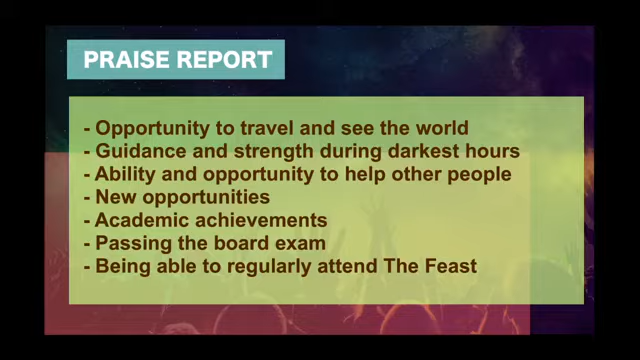 PRAISE REPORT
- Opportunity to travel and see the world
- Guidance and strength during darkest hours
- Ability and opportunity to help other people
- New opportunities
- Academic achievements
- Passing the board exam
- Being able to regularly attend The Feast